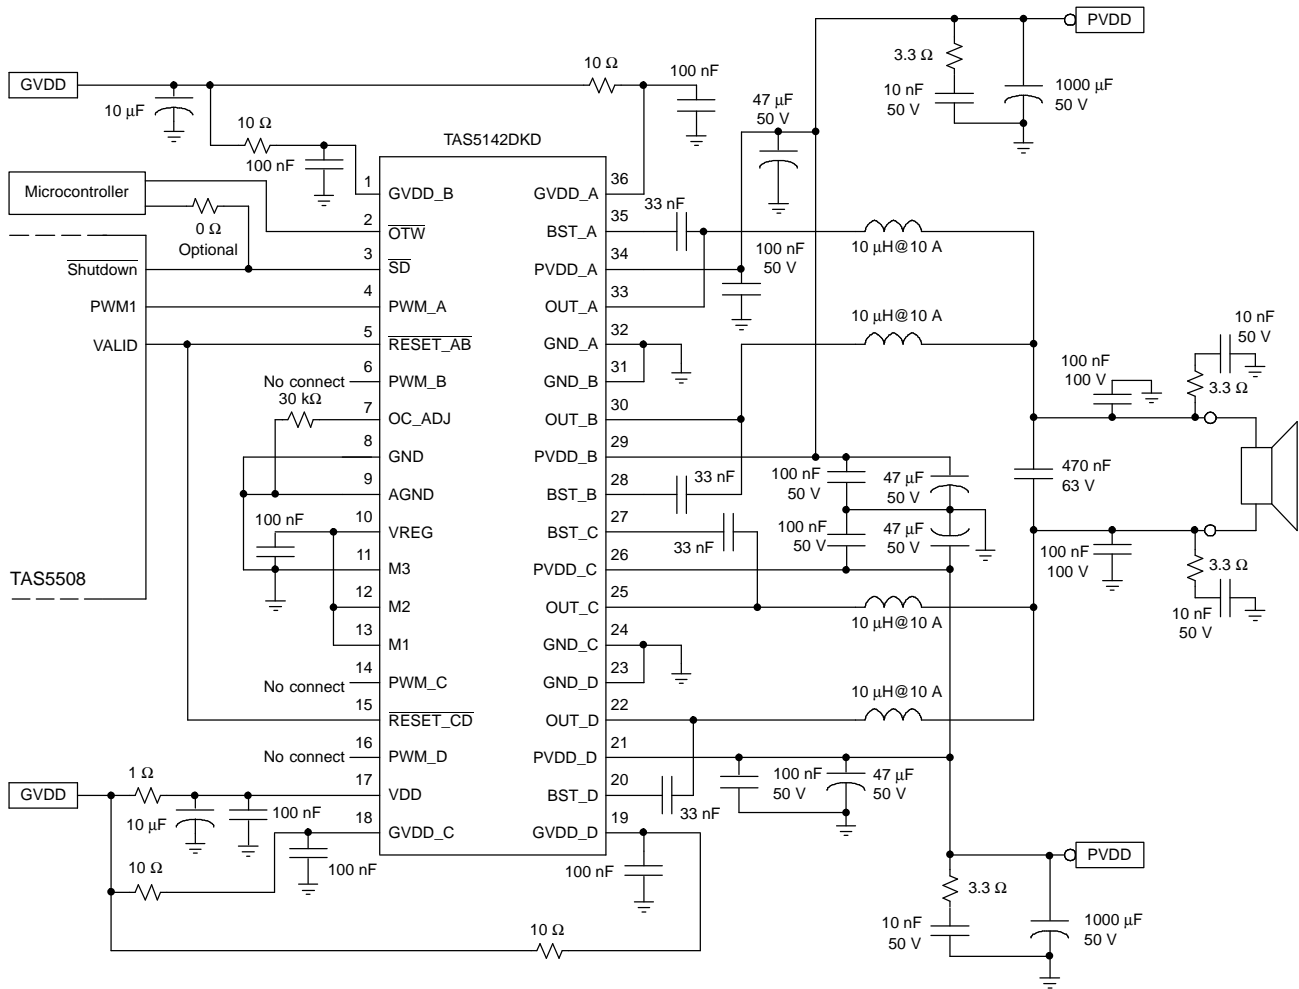 PVDD
3.3 Ω
10 nF
50 V
1000 µF
50 V
GVDD
10 µF
10 Ω
100 nF
10 Ω
100 nF
47 µF
50 V
TAS5142DKD
Microcontroller
0 Ω
Optional
Shutdown
PWM1
VALID
TAS5508
No connect
30 kΩ
100 nF
No connect
No connect
1 GVDD_B
2 OTW
3 SD
4 PWM_A
5 RESET_AB
6 PWM_B
7 OC_ADJ
8 GND
9 AGND
10 VREG
11 M3
12 M2
13 M1
14 PWM_C
15 RESET_CD
16 PWM_D
17 VDD
18 GVDD_C
GVDD_A 36
BST_A 35
PVDD_A 34
OUT_A 33
GND_A 32
GND_B 31
OUT_B 30
PVDD_B 29
BST_B 28
BST_C 27
PVDD_C 26
OUT_C 25
GND_C 24
GND_D 23
OUT_D 22
PVDD_D 21
BST_D 20
GVDD_D 19
33 nF
100 nF
50 V
10 µH@10 A
10 µH@10 A
10 nF
50 V
3.3 Ω
100 nF
100 V
33 nF
100 nF
50 V
47 µF
50 V
470 nF
63 V
33 nF
100 nF
50 V
47 µF
50 V
100 nF
100 V
3.3 Ω
10 nF
50 V
10 µH@10 A
10 µH@10 A
33 nF
100 nF
50 V
47 µF
50 V
GVDD
1 Ω
10 µF
100 nF
10 Ω
100 nF
10 Ω
100 nF
PVDD
3.3 Ω
10 nF
50 V
1000 µF
50 V